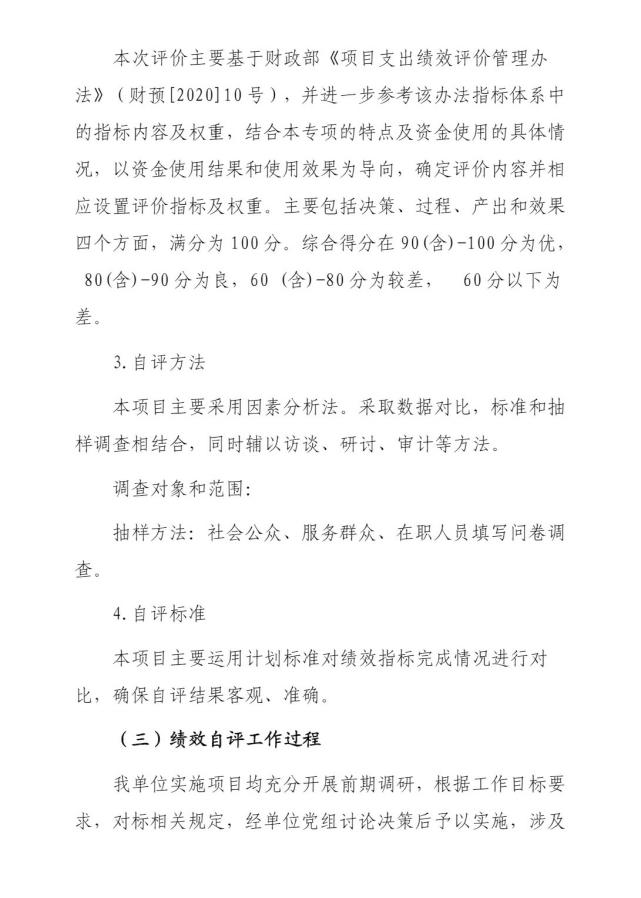 本次评价主要基于财政部《项目支出绩效评价管理办
法》（财预[2020]10号），并进一步参考该办法指标体系中
的指标内容及权重，结合本专项的特点及资金使用的具体情
况，以资金使用结果和使用效果为导向，确定评价内容并相
应设置评价指标及权重。主要包括决策、过程、产出和效果
四个方面，满分为100分。综合得分在90(含)-100分为优，
80(含)-90分为良，60 (含)-80分为较差， 60分以下为
差。
3.自评方法
本项目主要采用因素分析法。采取数据对比，标准和抽
样调查相结合，同时辅以访谈、研讨、审计等方法。
调查对象和范围：
抽样方法：社会公众、服务群众、在职人员填写问卷调
查。
4.自评标准
本项目主要运用计划标准对绩效指标完成情况进行对
比，确保自评结果客观、准确。
（三）绩效自评工作过程
我单位实施项目均充分开展前期调研，根据工作目标要
求，对标相关规定，经单位党组讨论决策后予以实施，涉及